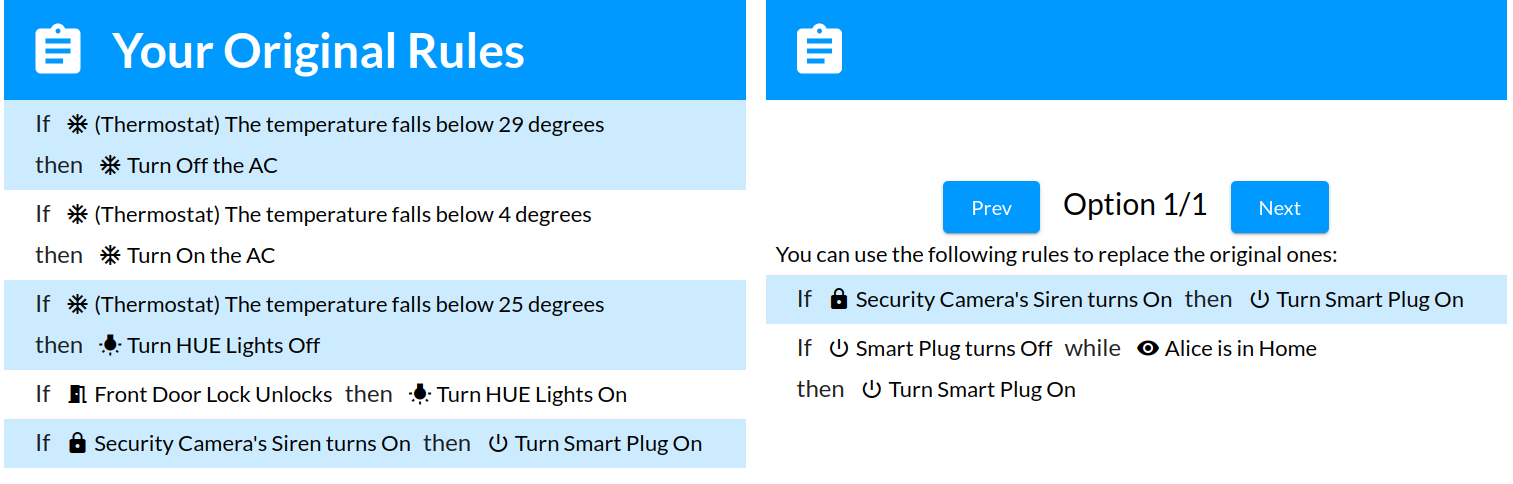 Your Original Rules
If (Thermostat) The temperature falls below 29 degrees
then Turn Off the AC
If (Thermostat) The temperature falls below 4 degrees
then Turn On the AC
If (Thermostat) The temperature falls below 25 degrees
then Turn HUE Lights Off
If Front Door Lock Unlocks then Turn HUE Lights On
If Security Camera's Siren turns On then Turn Smart Plug On
Prev Option 1/1 Next
You can use the following rules to replace the original ones:
If Security Camera's Siren turns On then Turn Smart Plug On
If Smart Plug turns Off while Alice is in Home
then Turn Smart Plug On